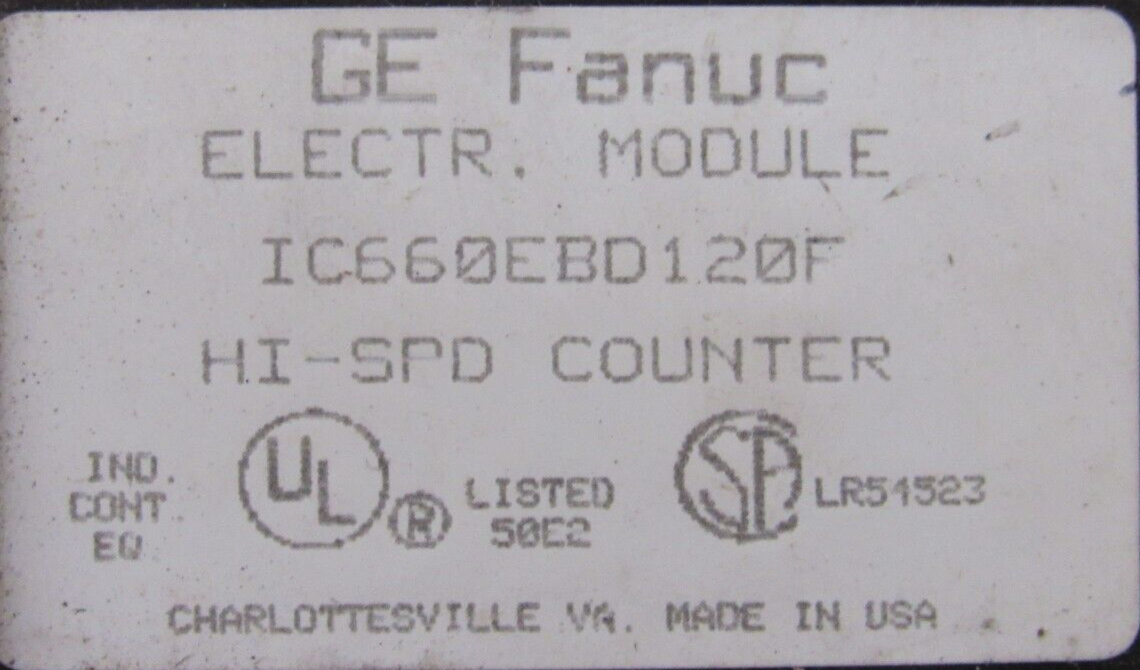 GE Fanuc
ELECTR. MODULE
IC660EBD120F
HI-SPD COUNTER
IND.
CONT.
EQ
UL
®
LISTED
50E2
SA
LR54523
CHARLOTTESVILLE VA. MADE IN USA